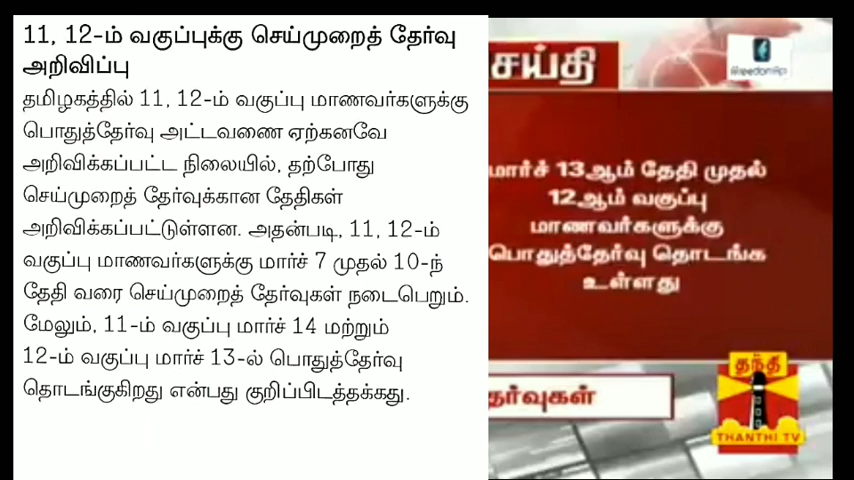 11, 12-ம் வகுப்புக்கு செய்முறைத் தேர்வு
அறிவிப்பு
தமிழகத்தில் 11, 12-ம் வகுப்பு மாணவர்களுக்கு
பொதுத்தேர்வு அட்டவணை ஏற்கனவே
அறிவிக்கப்பட்ட நிலையில், தற்போது
செய்முறைத் தேர்வுக்கான தேதிகள்
அறிவிக்கப்பட்டுள்ளன. அதன்படி, 11, 12-ம்
வகுப்பு மாணவர்களுக்கு மார்ச் 7 முதல் 10-ந்
தேதி வரை செய்முறைத் தேர்வுகள் நடைபெறும்.
மேலும், 11-ம் வகுப்பு மார்ச் 14 மற்றும்
12-ம் வகுப்பு மார்ச் 13-ல் பொதுத்தேர்வு
தொடங்குகிறது என்பது குறிப்பிடத்தக்கது.
செய்தி
மார்ச் 13ஆம் தேதி முதல்
12ஆம் வகுப்பு
மாணவர்களுக்கு
பொதுத்தேர்வு தொடங்க
உள்ளது
தேர்வுகள்
தந்தி
THANTHI TV